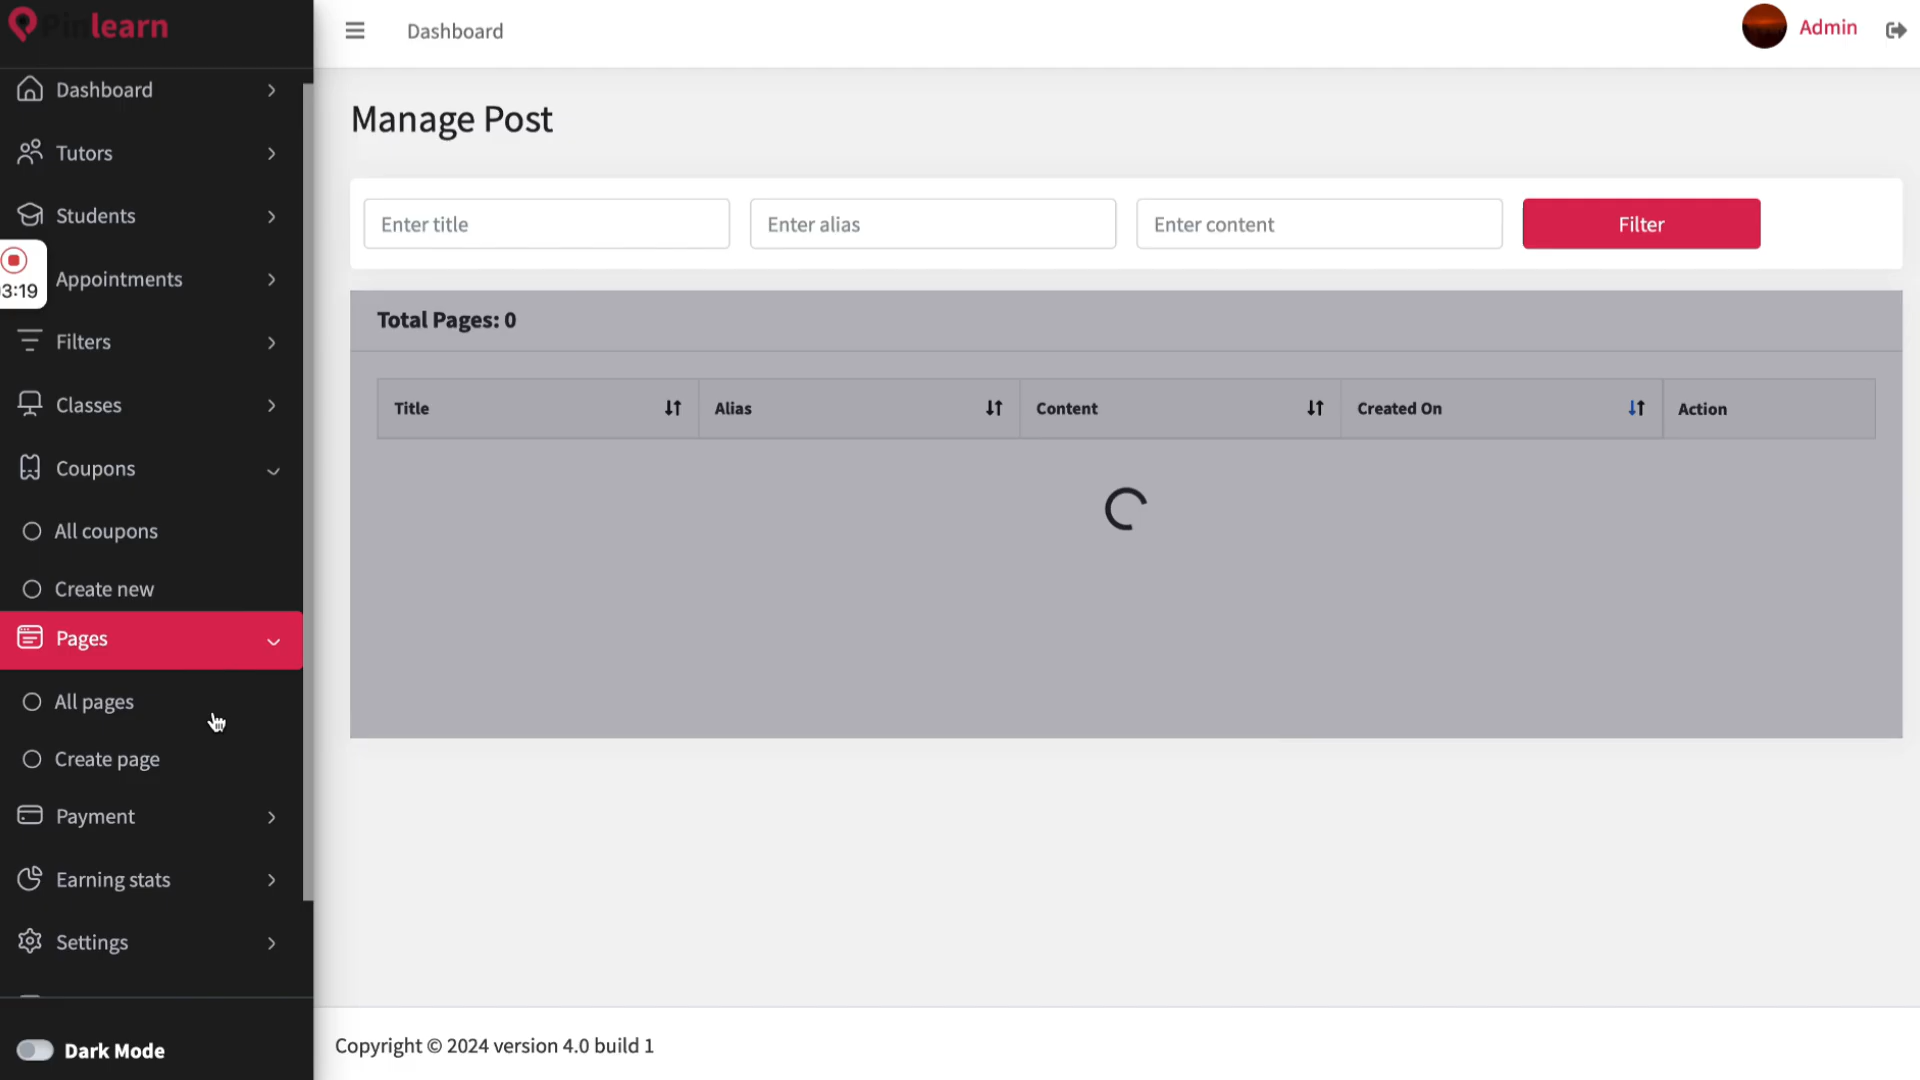 Pinlearn
Dashboard
Admin
Dashboard
Tutors
Students
Appointments
3:19
Filters
Classes
Coupons
All coupons
Create new
Pages
All pages
Create page
Payment
Earning stats
Settings
Dark Mode
Manage Post
Enter title
Enter alias
Enter content
Filter
Total Pages: 0
Title
Alias
Content
Created On
Action
Copyright © 2024 version 4.0 build 1